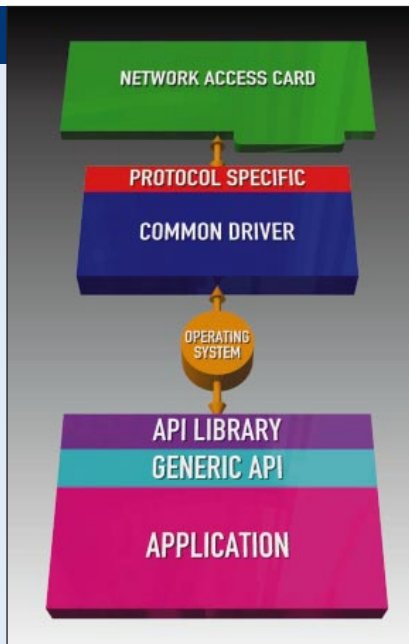 NETWORK ACCESS CARD
PROTOCOL SPECIFIC
COMMON DRIVER
OPERATING
SYSTEM
API LIBRARY
GENERIC API
APPLICATION